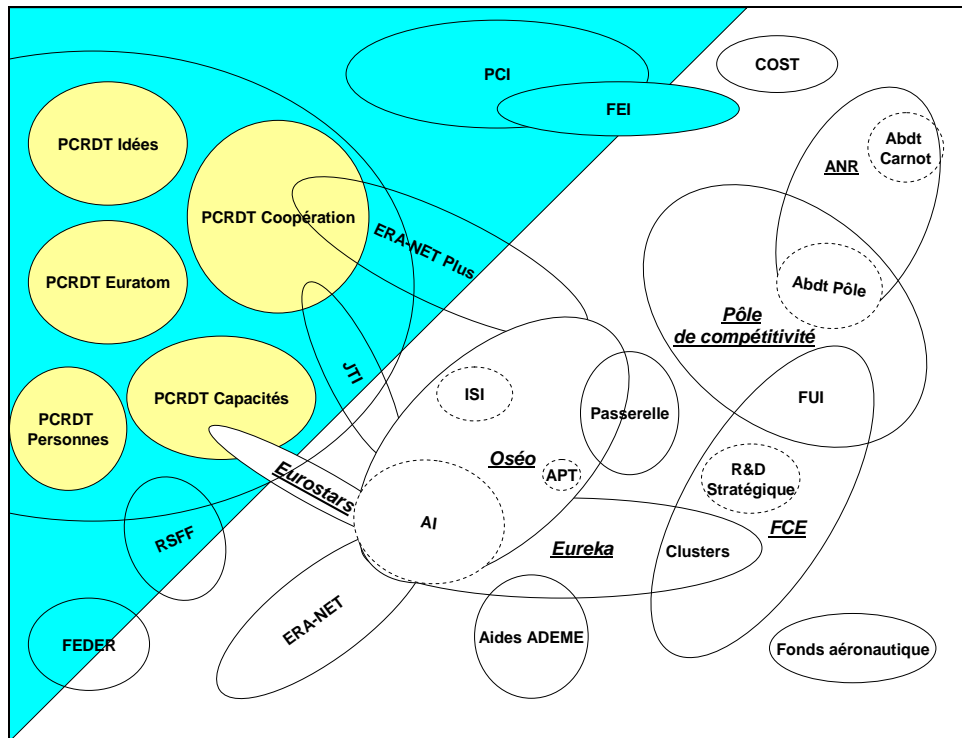 PCI
COST
FEI
PCRDT Idées
Abdt
Carnot
ANR
PCRDT Coopération
ERA-NET Plus
PCRDT Euratom
Abdt Pôle
Pôle
de compétitivité
JTI
ISI
PCRDT Capacités
FUI
PCRDT
Personnes
Passerelle
Oséo
APT
R&D
Stratégique
Eurostars
AI
FCE
RSFF
Eureka
Clusters
ERA-NET
FEDER
Aides ADEME
Fonds aéronautique